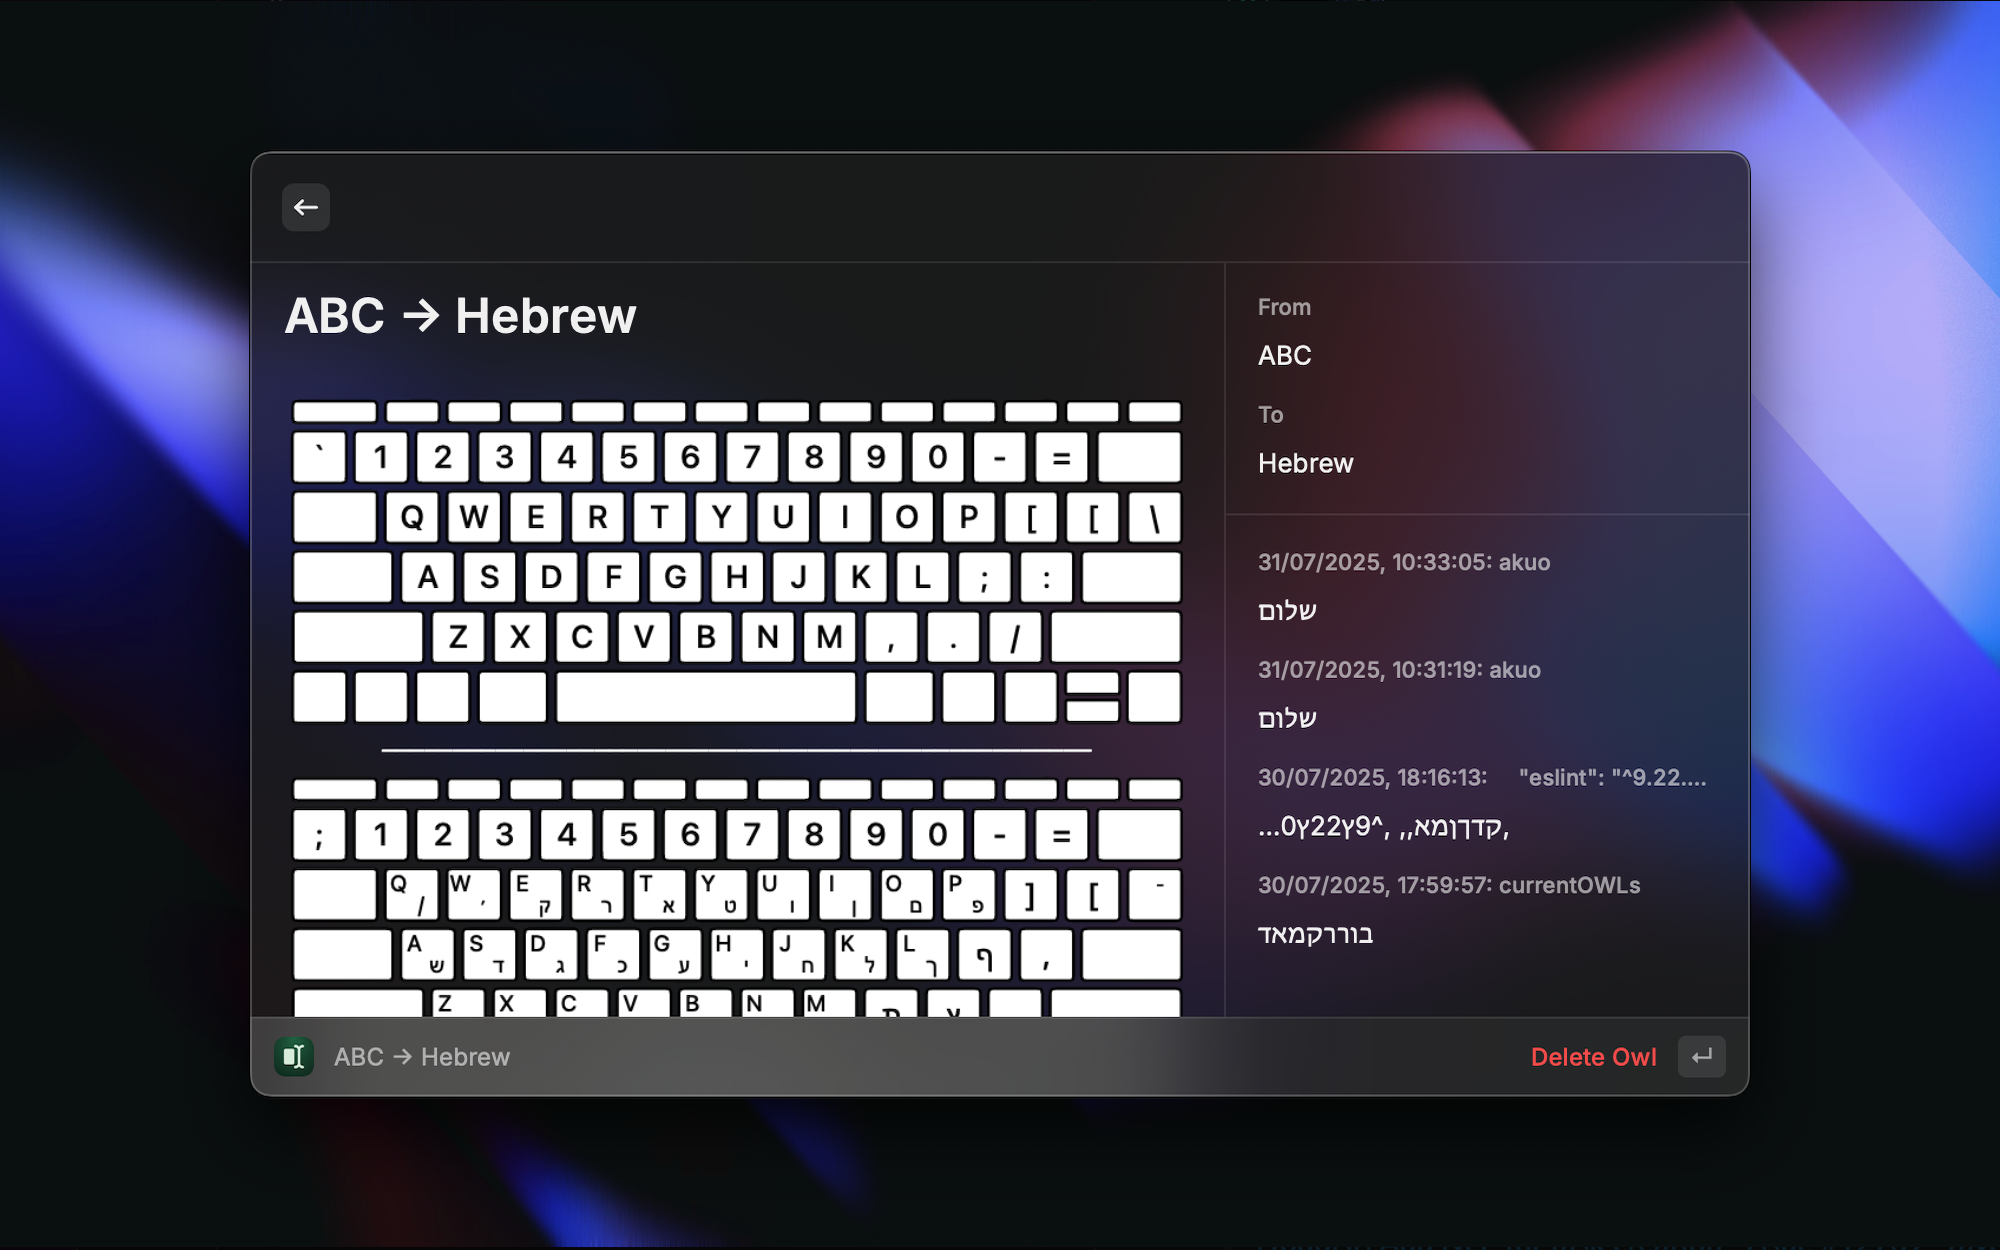 ABC → Hebrew
` 1 2 3 4 5 6 7 8 9 0 - =
Q W E R T Y U I O P [ [ \
A S D F G H J K L ; :
Z X C V B N M , . /
; 1 2 3 4 5 6 7 8 9 0 - =
Q / W ׳ E ק R ר T א Y ט U ו I ן O ם P פ ] [ -
A ש S ד D ג F כ G ע H י J ח K ל L ך ף ,
Z X C V B N M
From
ABC
To
Hebrew
31/07/2025, 10:33:05: akuo
שלום
31/07/2025, 10:31:19: akuo
שלום
30/07/2025, 18:16:13: "eslint": "^9.22....
,קדךןמא,, ,^9ץ22ץ0...
30/07/2025, 17:59:57: currentOWLs
בוררקמאד
ABC → Hebrew
Delete Owl